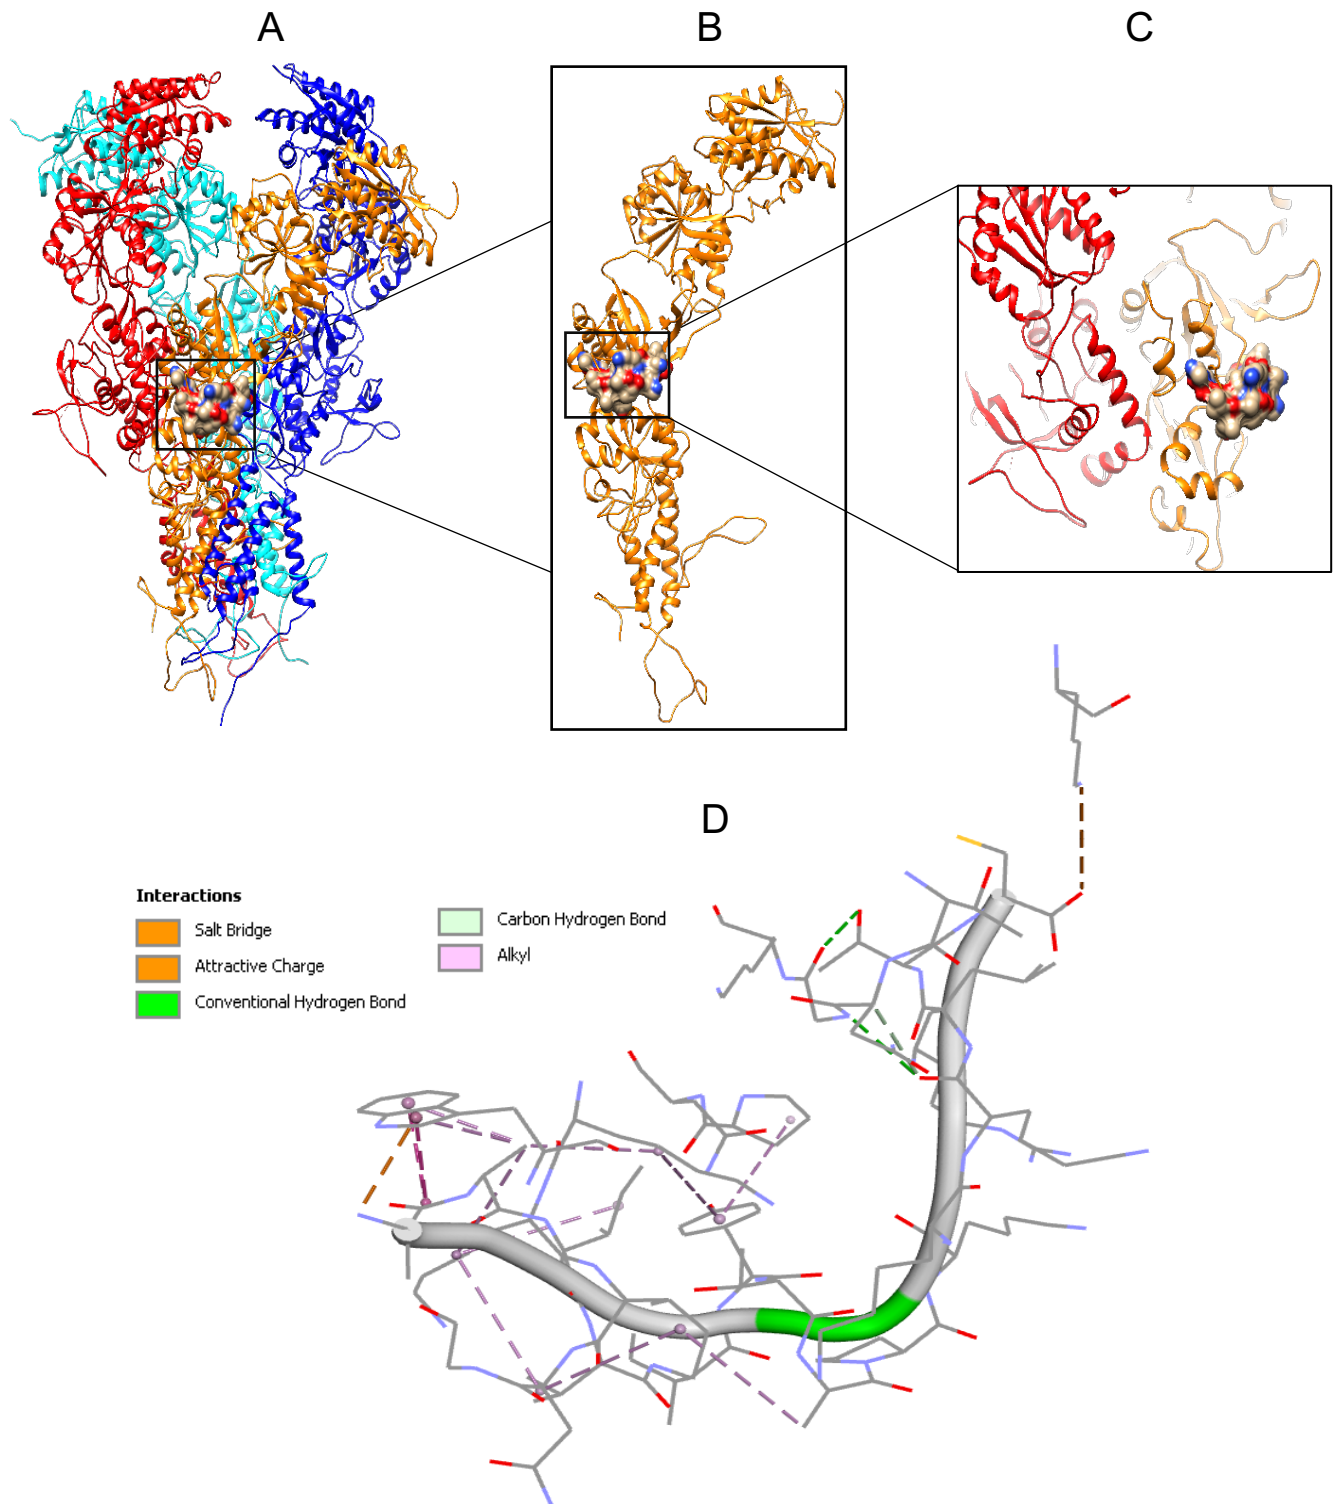 A
B
C
D
Interactions
Salt Bridge
Attractive Charge
Conventional Hydrogen Bond
Carbon Hydrogen Bond
Alkyl